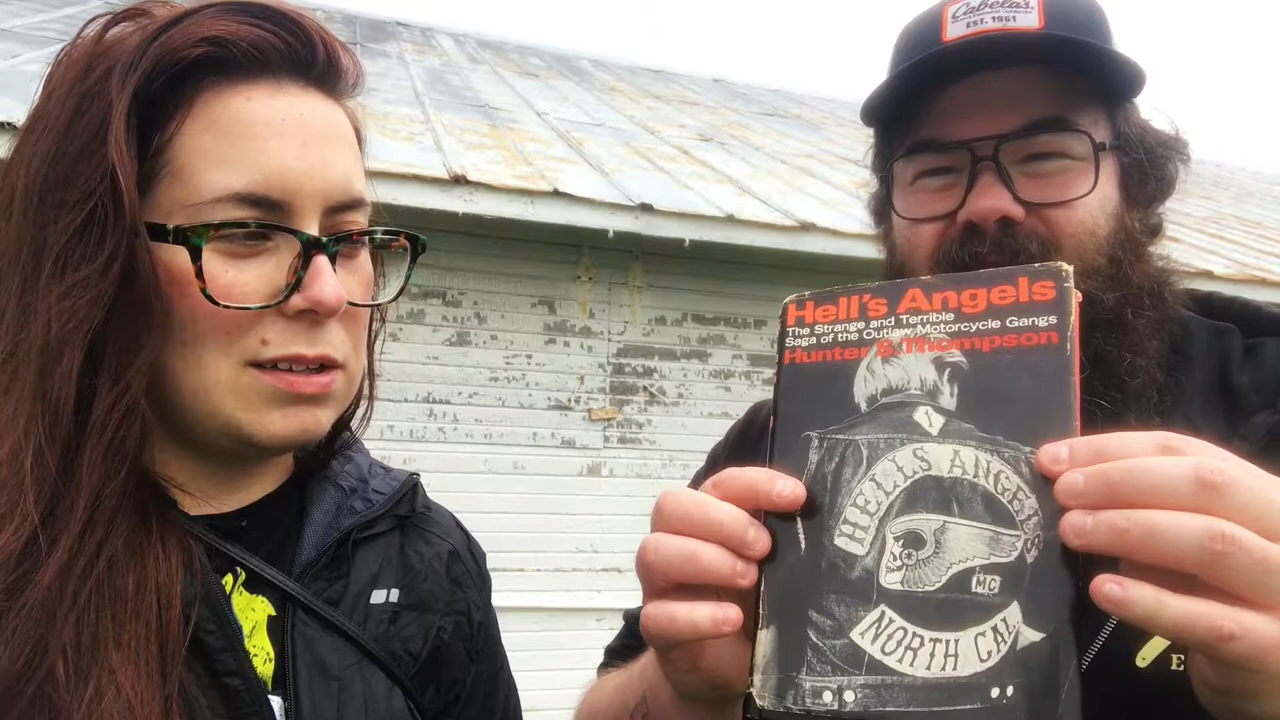 Cabela's
EST. 1961
Hell's Angels
The Strange and Terrible
Saga of the Outlaw Motorcycle Gangs
Hunter S. Thompson
1
HELLS ANGELS
MC
NORTH CAL
E